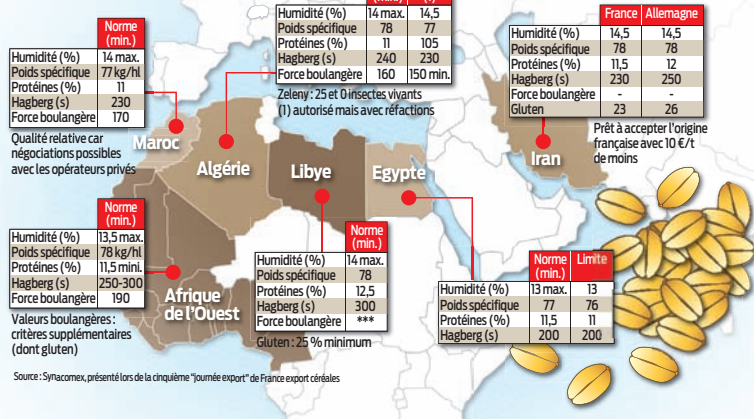 Norme
(min.)
Humidité (%) 14 max.
Poids spécifique 77 kg/hl
Protéines (%) 11
Hagberg (s) 230
Force boulangère 170
Qualité relative car
négociations possibles
avec les opérateurs privés
Maroc
Humidité (%) 14 max. 14,5
Poids spécifique 78 77
Protéines (%) 11 105
Hagberg (s) 240 230
Force boulangère 160 150 min.
Zeleny : 25 et 0 insectes vivants
(1) autorisé mais avec réfactions
Algérie
France Allemagne
Humidité (%) 14,5 14,5
Poids spécifique 78 78
Protéines (%) 11,5 12
Hagberg (s) 230 250
Force boulangère - -
Gluten 23 26
Prêt à accepter l'origine
française avec 10 €/t
de moins
Iran
Libye
Egypte
Norme
(min.)
Humidité (%) 13,5 max.
Poids spécifique 78 kg/hl
Protéines (%) 11,5 mini.
Hagberg (s) 250-300
Force boulangère 190
Valeurs boulangères :
critères supplémentaires
(dont gluten)
Afrique
de l'Ouest
Norme
(min.)
Humidité (%) 14 max.
Poids spécifique 78
Protéines (%) 12,5
Hagberg (s) 300
Force boulangère ***
Gluten : 25 % minimum
Norme
(min.) Limite
Humidité (%) 13 max. 13
Poids spécifique 77 76
Protéines (%) 11,5 11
Hagberg (s) 200 200
Source : Synacomex, présenté lors de la cinquième "journée export" de France export céréales